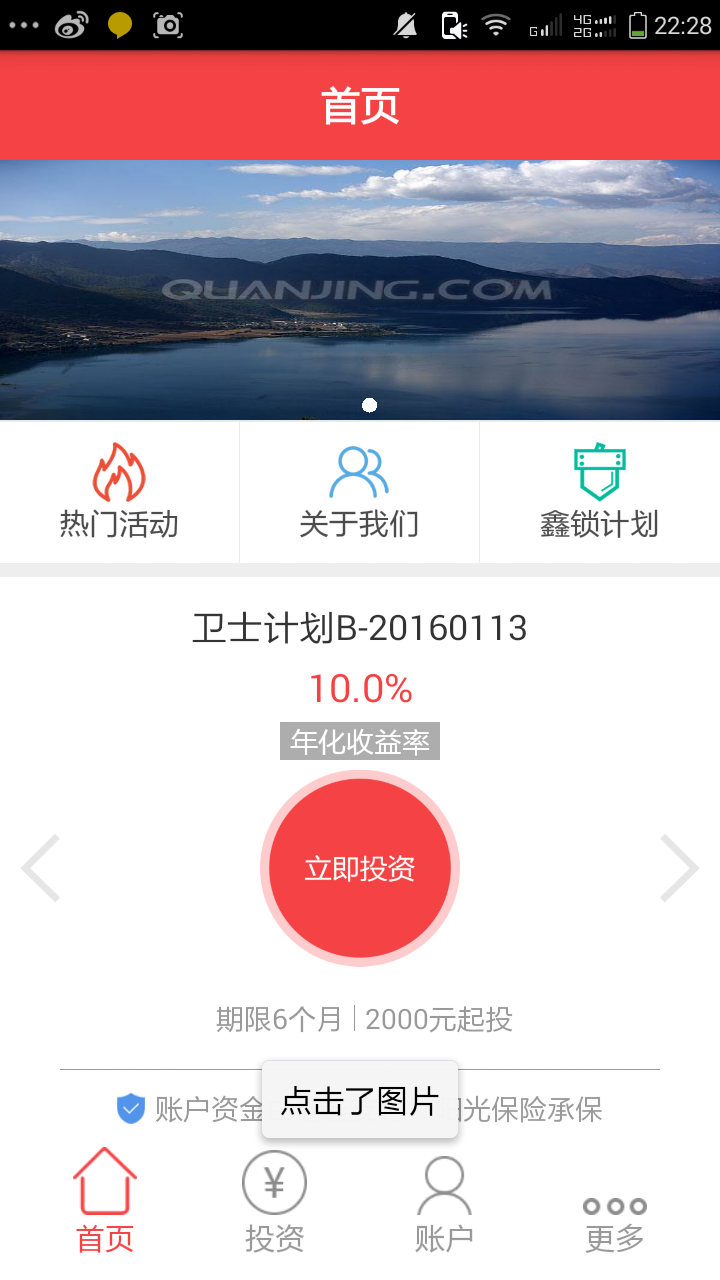 22:28
首页
QUANJING.COM
热门活动
关于我们
鑫锁计划
卫士计划B-20160113
10.0%
年化收益率
立即投资
期限6个月 | 2000元起投
账户资金
光保险承保
点击了图片
首页
投资
账户
更多